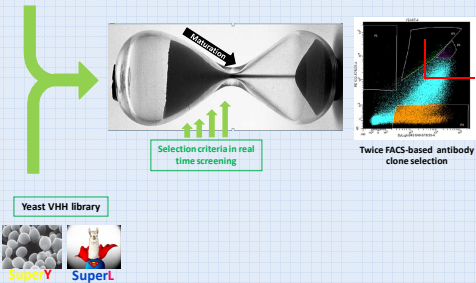 Maturation
Selection criteria in real
time screening
Twice FACS-based antibody
clone selection
Yeast VHH library
SuperY
SuperL